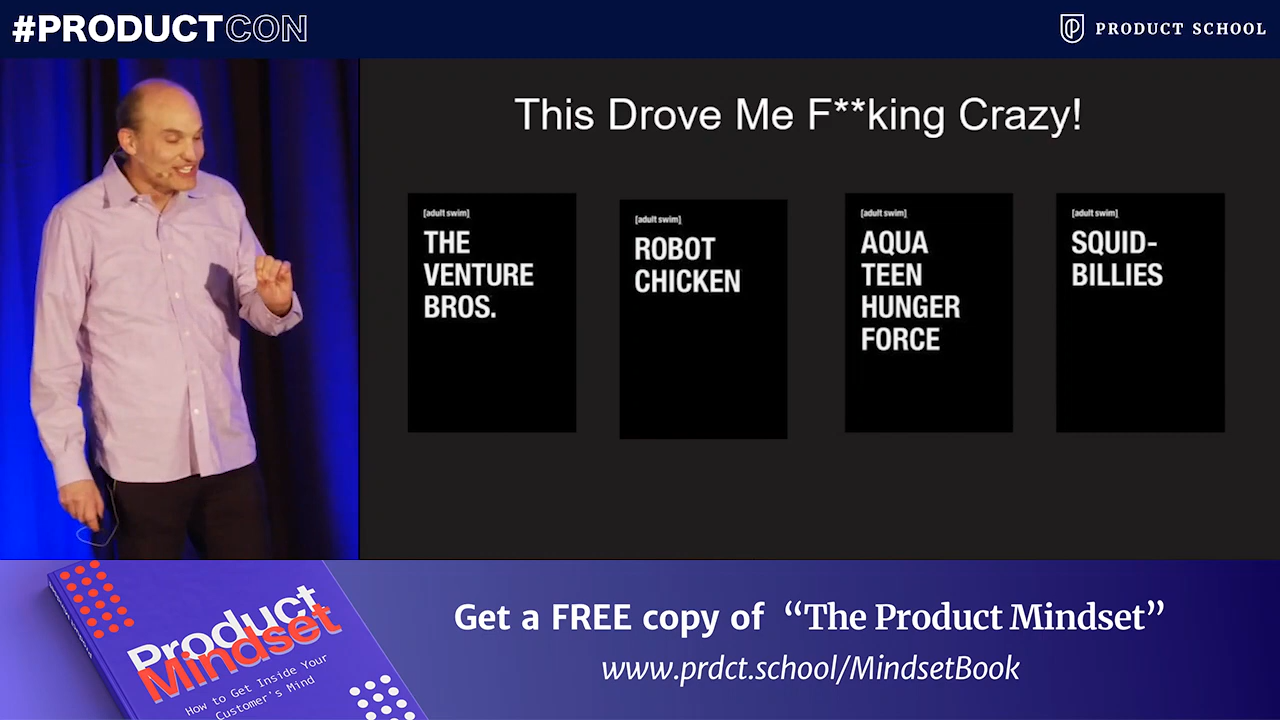 #PRODUCTCON
PRODUCT SCHOOL
This Drove Me F**king Crazy!
[adult swim]
THE
VENTURE
BROS.
[adult swim]
ROBOT
CHICKEN
[adult swim]
AQUA
TEEN
HUNGER
FORCE
[adult swim]
SQUID-
BILLIES
Product
Mindset
How to Get Inside Your
Customer's Mind
Get a FREE copy of “The Product Mindset”
www.prdct.school/MindsetBook